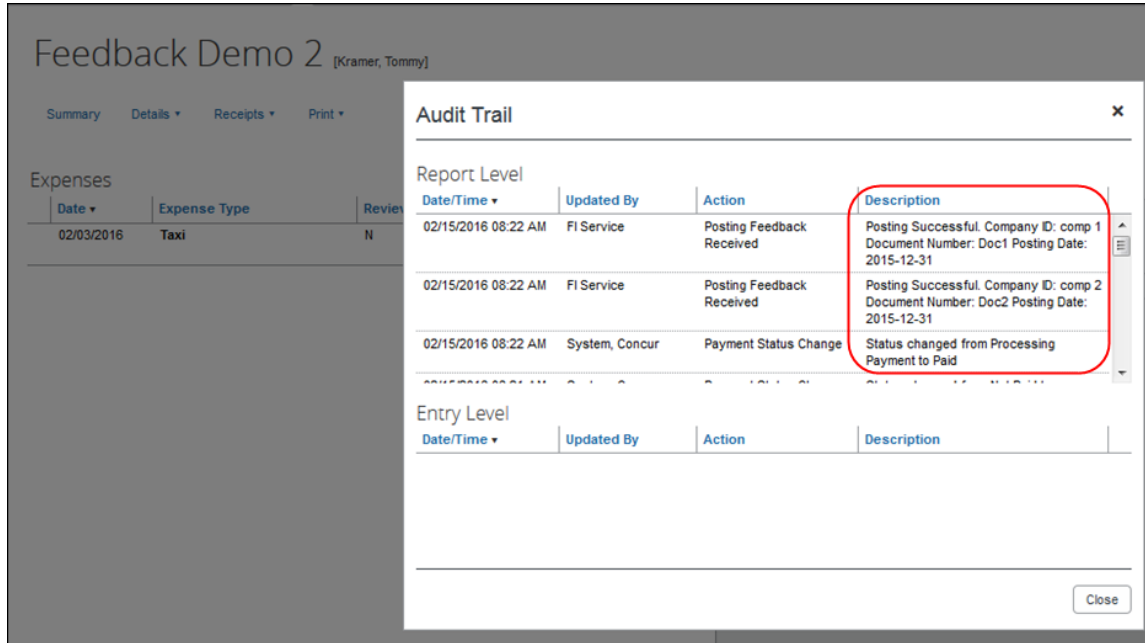 Feedback Demo 2 [Kramer, Tommy]
Summary Details Receipts Print
Expenses
Date Expense Type Review
02/03/2016 Taxi N
Audit Trail
Report Level
Date/Time Updated By Action Description
02/15/2016 08:22 AM FI Service Posting Feedback Posting Successful. Company ID: comp 1
Received Document Number: Doc1 Posting Date:
2015-12-31
02/15/2016 08:22 AM FI Service Posting Feedback Posting Successful. Company ID: comp 2
Received Document Number: Doc2 Posting Date:
2015-12-31
02/15/2016 08:22 AM System, Concur Payment Status Change Status changed from Processing
Payment to Paid
Entry Level
Date/Time Updated By Action Description
Close